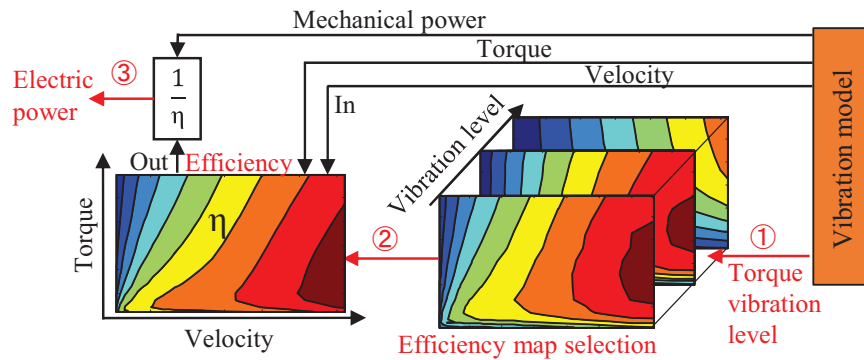 Mechanical power
Torque
Velocity
③
Electric
power
1
η
In
Out
Efficiency
Vibration level
Vibration model
Torque
η
②
①
Torque
vibration
level
Velocity
Efficiency map selection